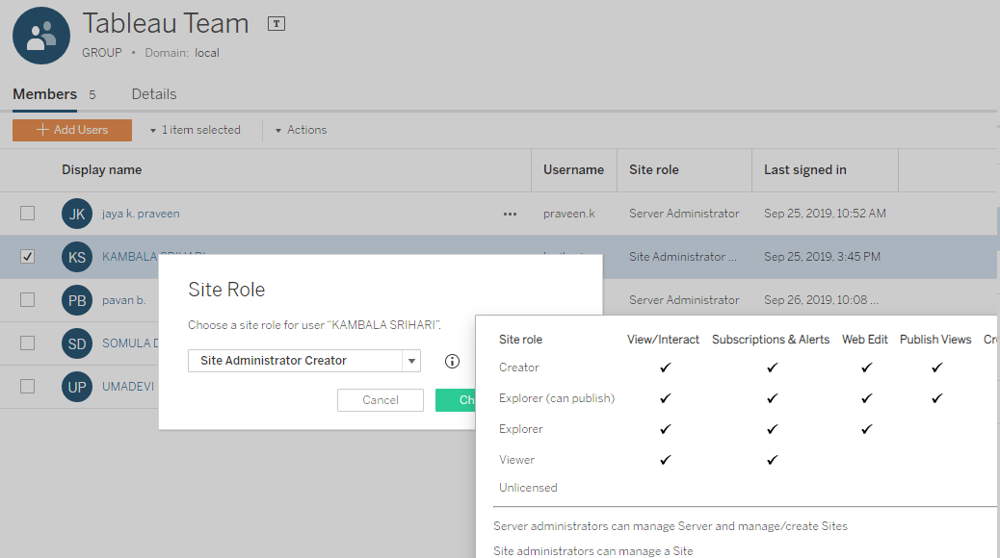 Tableau Team T
GROUP • Domain: local
Members 5 Details
+ Add Users 1 item selected Actions
Display name Username Site role Last signed in
JK jaya k. praveen ••• praveen.k Server Administrator Sep 25, 2019, 10:52 AM
KS KAMBALA SRIHARI Site Administrator ... Sep 25, 2019, 3:45 PM
PB pavan b. Server Administrator Sep 26, 2019, 10:08 ...
SD SOMULA D
UP UMADEVI
Site Role
Choose a site role for user “KAMBALA SRIHARI”.
Site Administrator Creator
Cancel Ch
Site role View/Interact Subscriptions & Alerts Web Edit Publish Views Cr
Creator ✓ ✓ ✓ ✓
Explorer (can publish) ✓ ✓ ✓ ✓
Explorer ✓ ✓ ✓
Viewer ✓ ✓
Unlicensed
Server administrators can manage Server and manage/create Sites
Site administrators can manage a Site